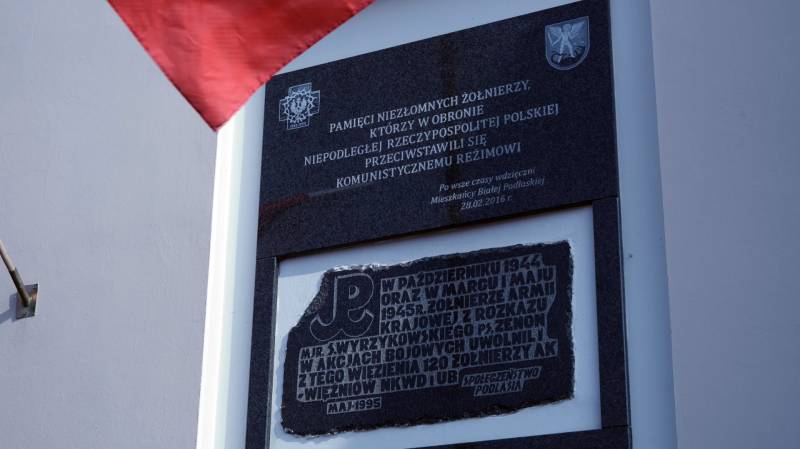 PAMIĘCI NIEZŁOMNYCH ŻOŁNIERZY,
KTÓRZY W OBRONIE
NIEPODLEGŁEJ RZECZYPOSPOLITEJ POLSKIEJ
PRZECIWSTAWILI SIĘ
KOMUNISTYCZNEMU REŻIMOWI
Po wsze czasy wdzięczni
Mieszkańcy Białej Podlaskiej
28.02.2016 r.
W PAŹDZIERNIKU 1944
ORAZ W MARCU I MAJU
1945R. ŻOŁNIERZE ARMII
KRAJOWEJ Z ROZKAZU
MJR. S.WYRZYKOWSKIEGO PS. ZENON
W AKCJACH BOJOWYCH UWOLNILI
Z TEGO WIĘZIENIA 120 ŻOŁNIERZY AK
-WIĘŹNIÓW NKWD I UB
SPOŁECZEŃSTWO
PODLASIA
MAJ-1995